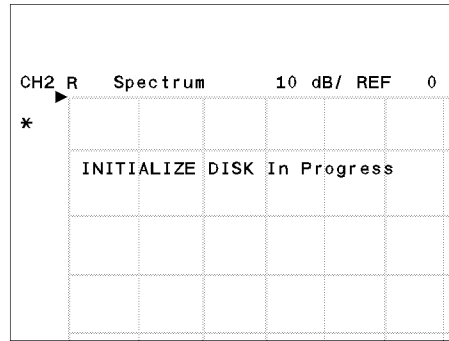 CH2 R Spectrum 10 dB/ REF 0
*
INITIALIZE DISK In Progress